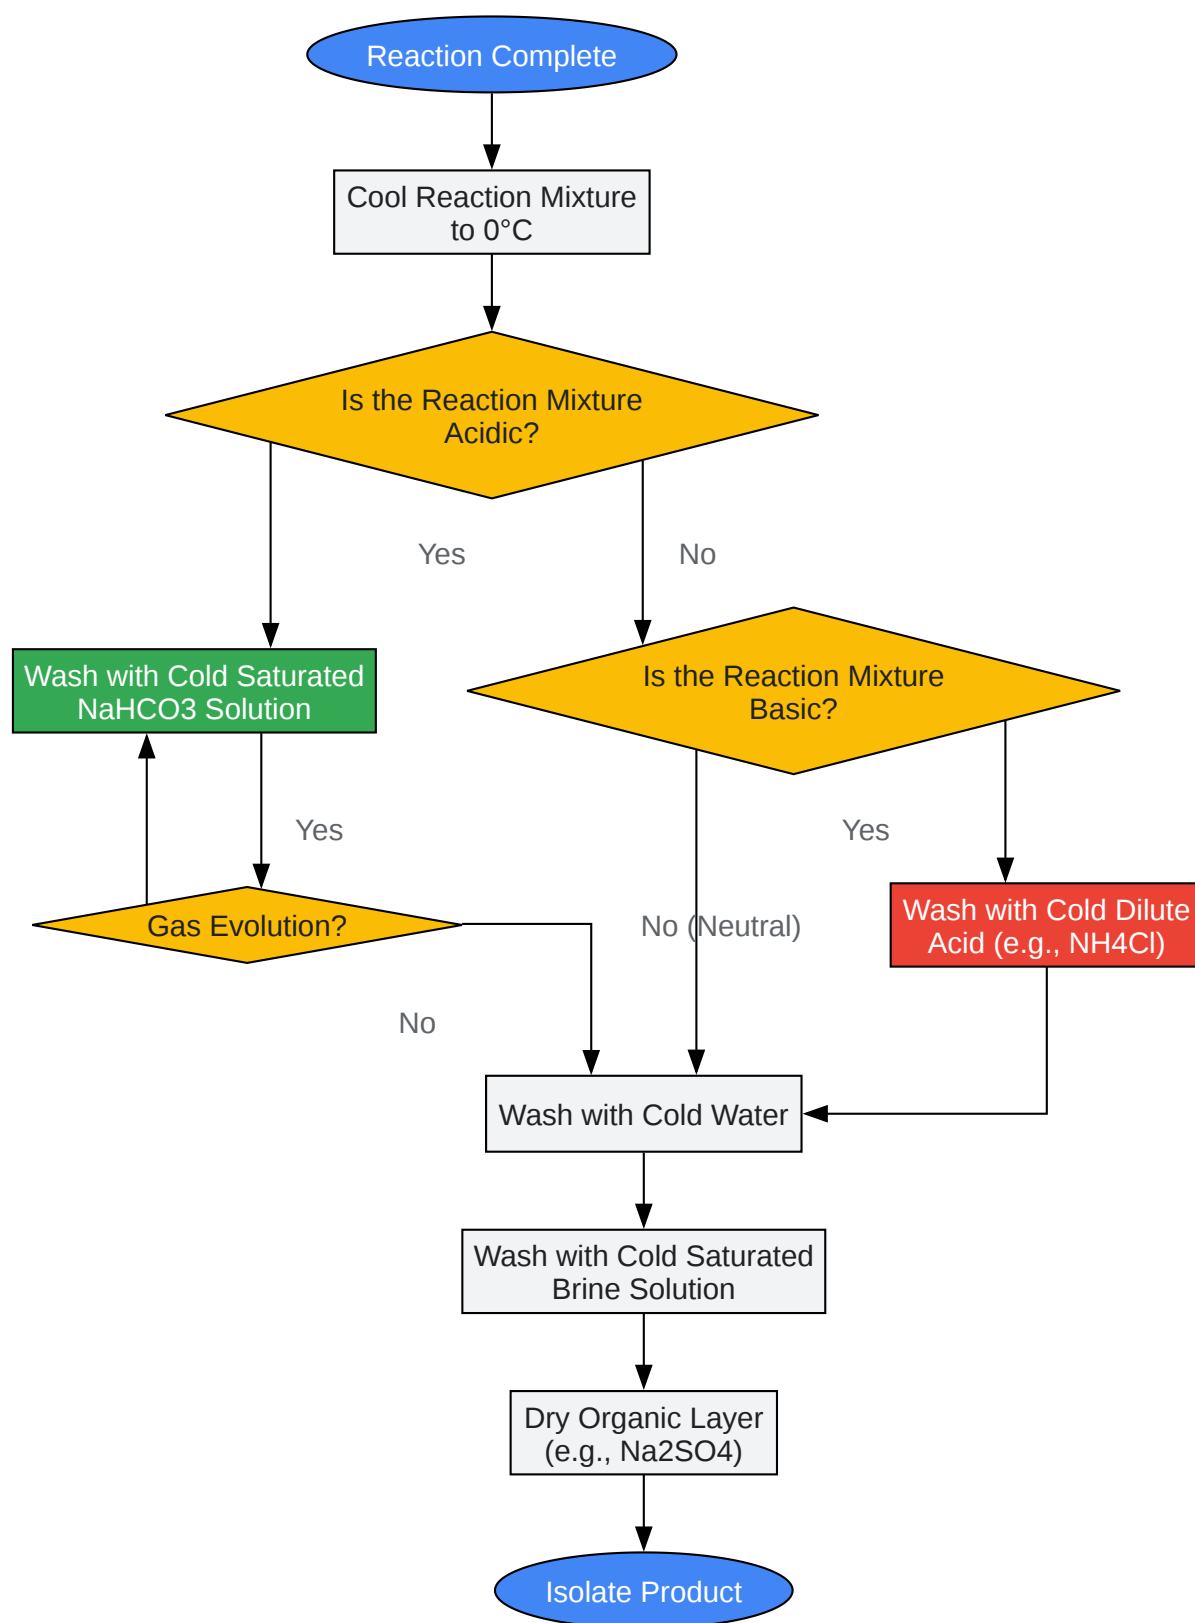 Reaction Complete
Cool Reaction Mixture
to 0°C
Is the Reaction Mixture
Acidic?
Yes
No
Wash with Cold Saturated
NaHCO3 Solution
Is the Reaction Mixture
Basic?
Yes
Yes
Gas Evolution?
No (Neutral)
Wash with Cold Dilute
Acid (e.g., NH4Cl)
No
Wash with Cold Water
Wash with Cold Saturated
Brine Solution
Dry Organic Layer
(e.g., Na2SO4)
Isolate Product